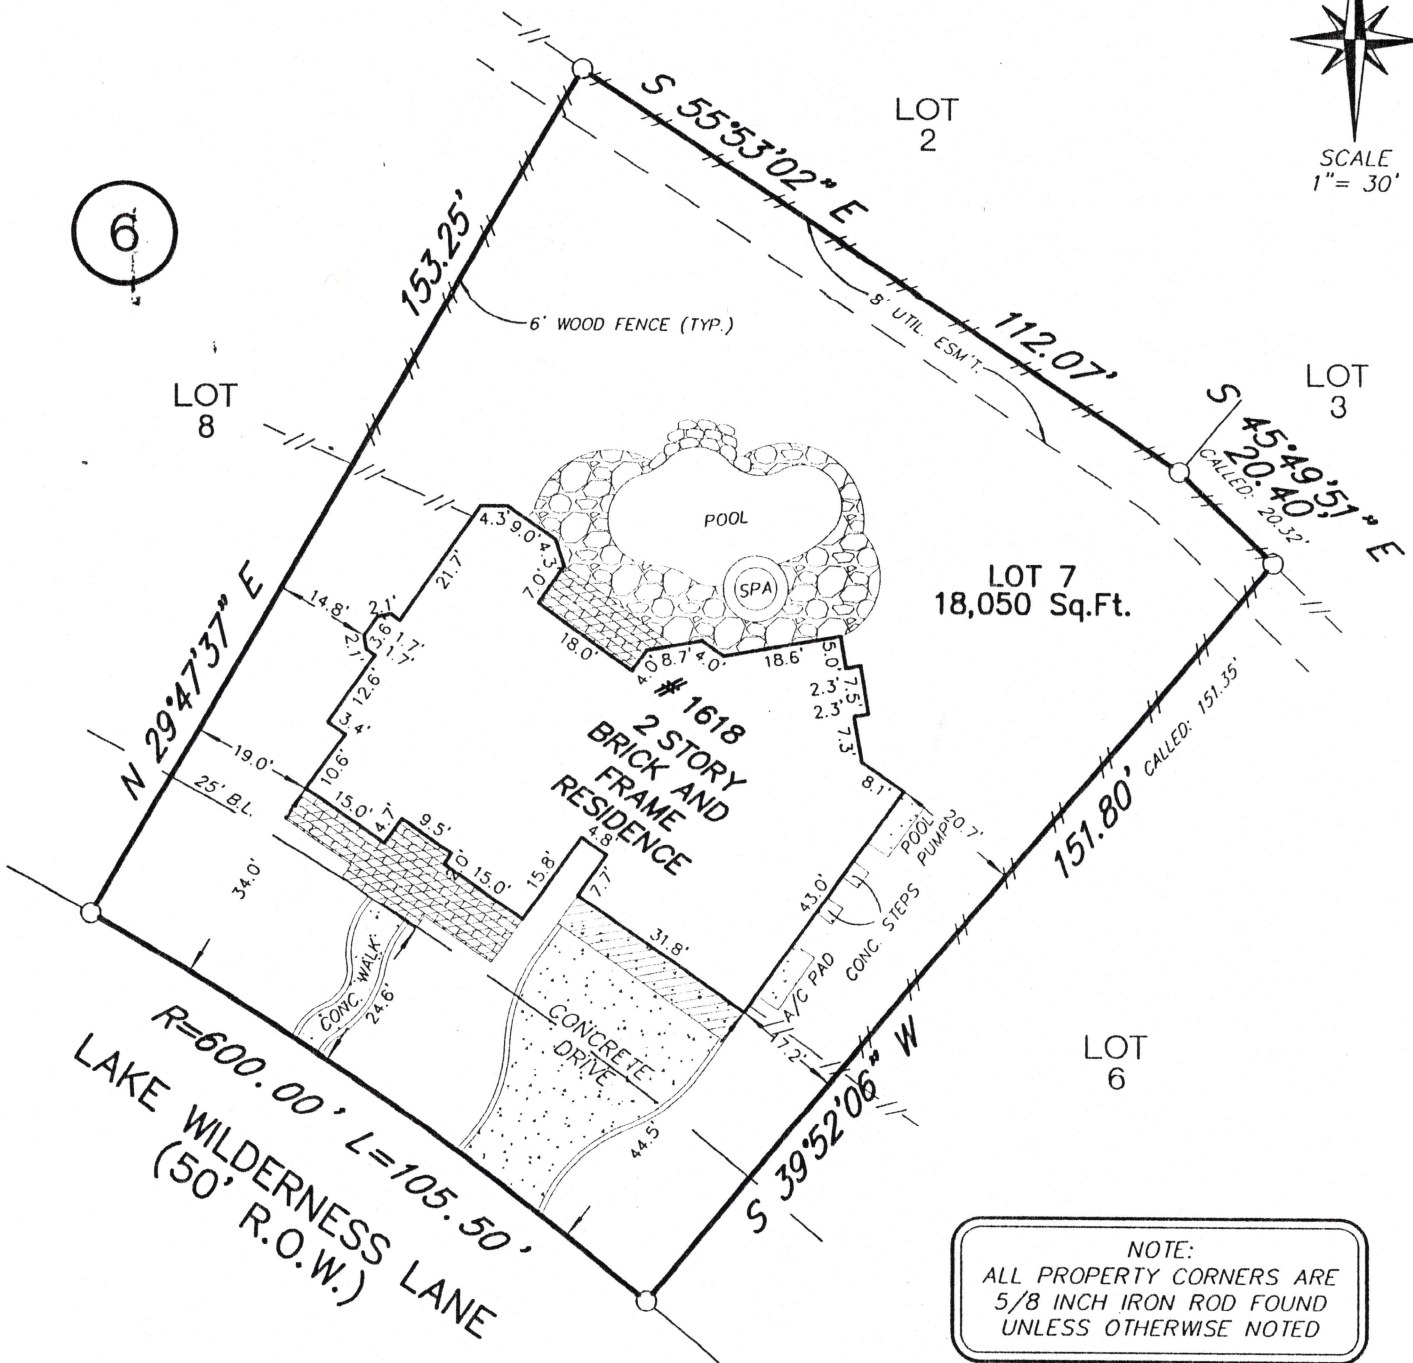 SCALE
1"= 30'
LOT
2
S 55°53'02" E
112.07'
8' UTIL. ESM'T.
6
153.25'
6' WOOD FENCE (TYP.)
LOT
8
LOT
3
S 45°49'51" E
20.40'
CALLED: 20.32'
POOL
SPA
LOT 7
18,050 Sq.Ft.
4.3'
9.0'
4.3'
7.0'
21.7'
14.8'
2.1'
3.6'
1.7'
1.7'
2.1'
12.6'
3.4'
10.6'
18.0'
4.0'
8.7'
4.0'
18.6'
5.0'
7.5'
2.3'
2.3'
7.3'
8.1'
# 1618
2 STORY
BRICK AND
FRAME
RESIDENCE
N 29°47'37" E
19.0'
25' B.L.
15.0'
4.7'
9.5'
15.0'
15.8'
4.8'
7.7'
31.8'
43.0'
POOL
PUMP
20.7'
CONC. STEPS
A/C PAD
17.2'
151.80'
CALLED: 151.35'
S 39°52'06" W
34.0'
CONC. WALK
24.6'
CONCRETE
DRIVE
44.5'
R=600.00' L=105.50'
LAKE WILDERNESS LANE
(50' R.O.W.)
LOT
6
NOTE:
ALL PROPERTY CORNERS ARE
5/8 INCH IRON ROD FOUND
UNLESS OTHERWISE NOTED